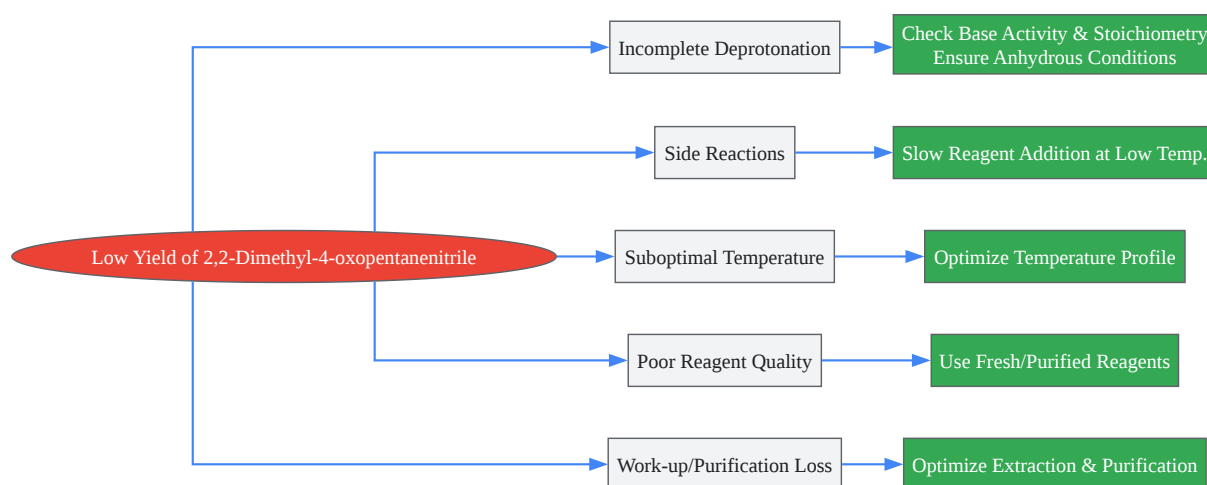 Incomplete Deprotonation
Check Base Activity & Stoichiometry
Ensure Anhydrous Conditions
Side Reactions
Slow Reagent Addition at Low Temp.
Low Yield of 2,2-Dimethyl-4-oxopentanenitrile
Suboptimal Temperature
Optimize Temperature Profile
Poor Reagent Quality
Use Fresh/Purified Reagents
Work-up/Purification Loss
Optimize Extraction & Purification